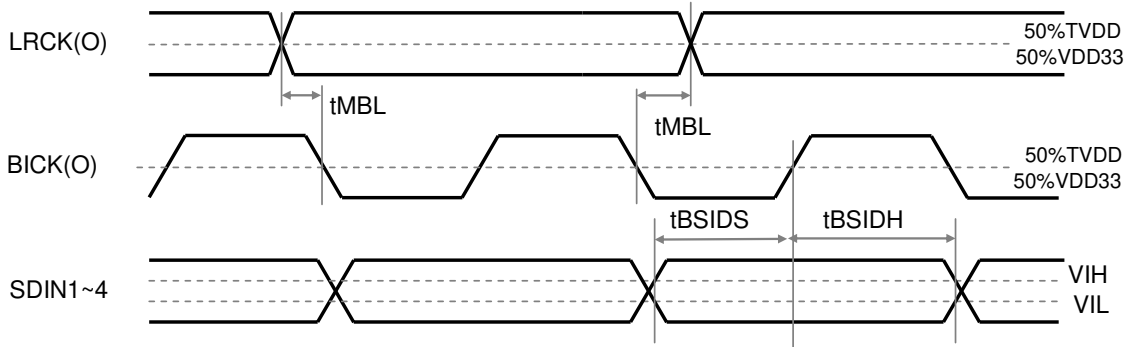 LRCK(O)
50%TVDD
50%VDD33
tMBL
tMBL
BICK(O)
50%TVDD
50%VDD33
tBSIDS
tBSIDH
SDIN1~4
VIH
VIL